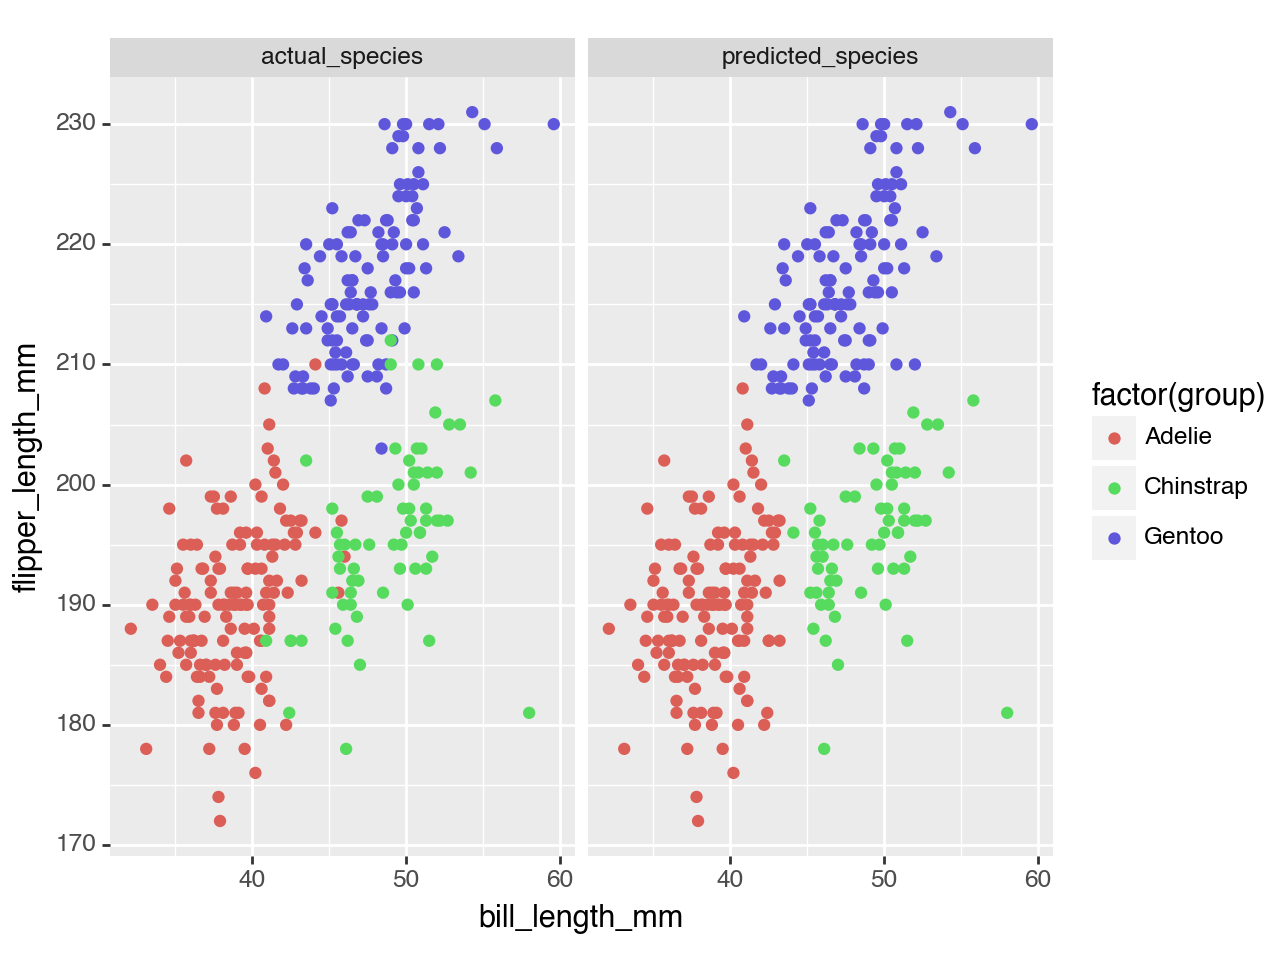 actual_species
predicted_species
230
220
210
200
190
180
170
flipper_length_mm
40
50
60
40
50
60
bill_length_mm
factor(group)
Adelie
Chinstrap
Gentoo